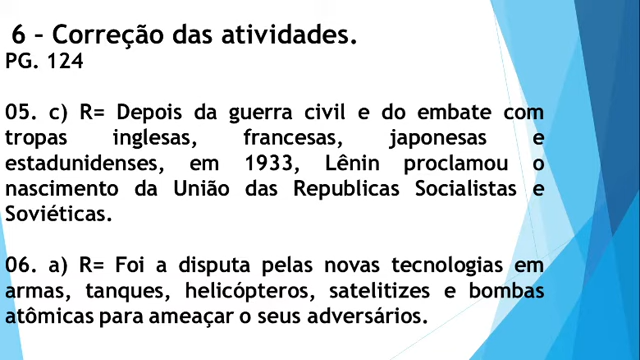 6 – Correção das atividades.
PG. 124
05. c) R= Depois da guerra civil e do embate com
tropas inglesas, francesas, japonesas e
estadunidenses, em 1933, Lênin proclamou o
nascimento da União das Republicas Socialistas e
Soviéticas.
06. a) R= Foi a disputa pelas novas tecnologias em
armas, tanques, helicópteros, satelitizes e bombas
atômicas para ameaçar o seus adversários.